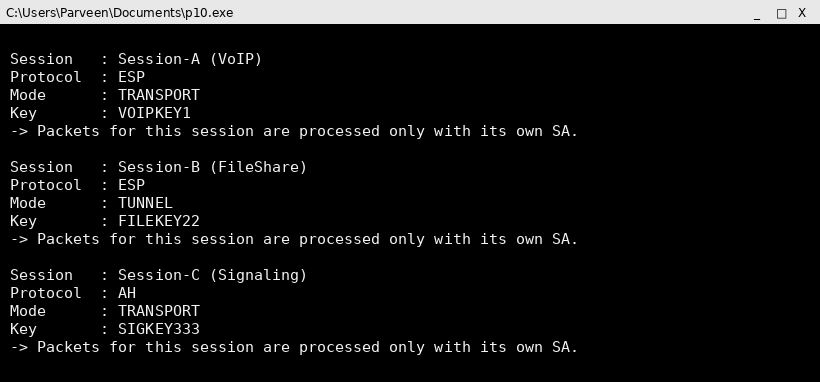 C:\Users\Parveen\Documents\p10.exe _ □ X
Session   : Session-A (VoIP)
Protocol  : ESP
Mode      : TRANSPORT
Key       : VOIPKEY1
-> Packets for this session are processed only with its own SA.
Session   : Session-B (FileShare)
Protocol  : ESP
Mode      : TUNNEL
Key       : FILEKEY22
-> Packets for this session are processed only with its own SA.
Session   : Session-C (Signaling)
Protocol  : AH
Mode      : TRANSPORT
Key       : SIGKEY333
-> Packets for this session are processed only with its own SA.